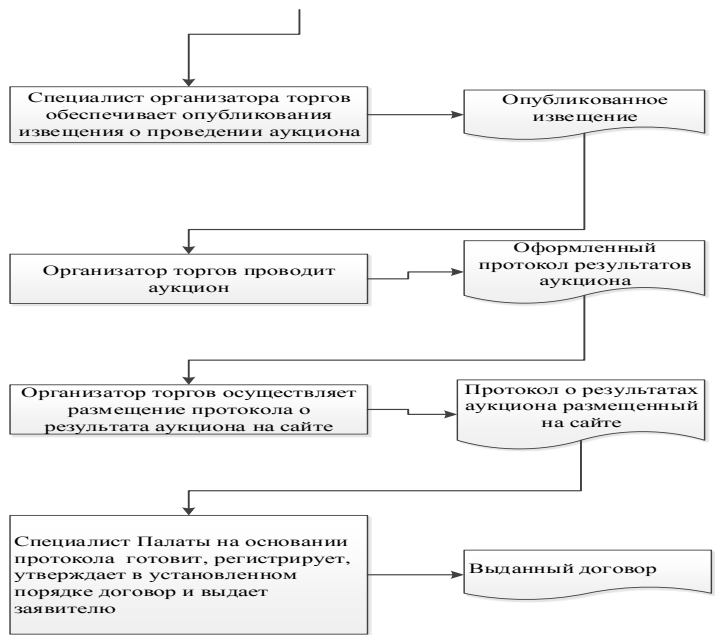 Специалист организатора торгов
обеспечивает опубликования
извещения о проведении аукциона
Опубликованное
извещение
Организатор торгов проводит
аукцион
Оформленный
протокол результатов
аукциона
Организатор торгов осуществляет
размещение протокола о
результата аукциона на сайте
Протокол о результатах
аукциона размещенный
на сайте
Специалист Палаты на основании
протокола готовит, регистрирует,
утверждает в установленном
порядке договор и выдает
заявителю
Выданный договор